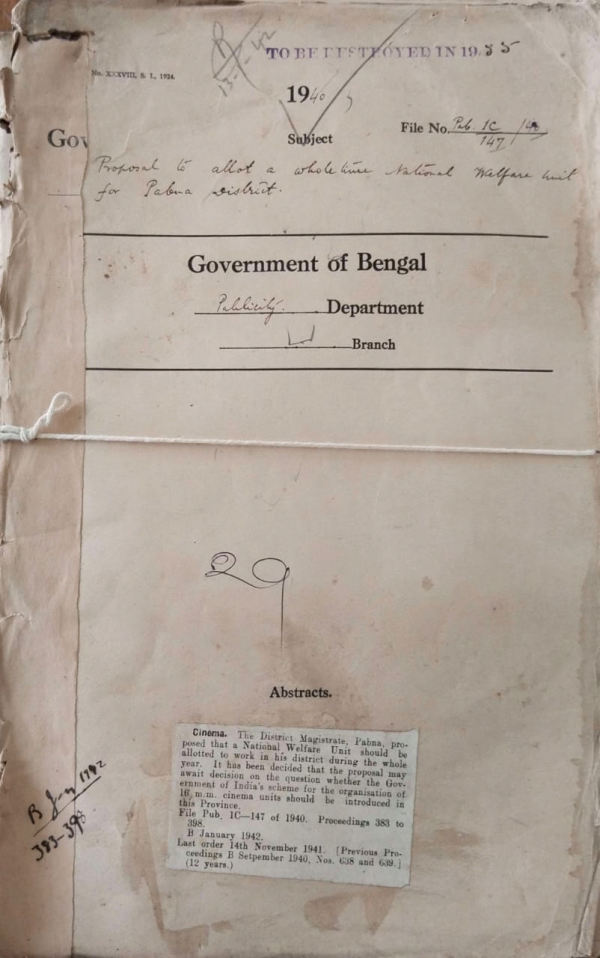 TO BE DESTROYED IN 1955
No. XXXVIII, S. 1, 1934.
1940
Gov
Subject
File No. Pub. 1C /40
147
Proposal to allot a whole time National Welfare unit
for Pabna District.
Government of Bengal
Publicity Department
Branch
29
Abstracts.
Cinema. The District Magistrate, Pabna, pro-
posed that a National Welfare Unit should be
allotted to work in his district during the whole
year. It has been decided that the proposal may
await decision on the question whether the Gov-
ernment of India's scheme for the organisation of
16 m.m. cinema units should be introduced in
this Province.
File Pub. 1C—147 of 1940. Proceedings 383 to
398.
B January 1942.
Last order 14th November 1941. [Previous Pro-
ceedings B Setpember 1940, Nos. 638 and 639.]
(12 years.)
B Jany 1942
383-398